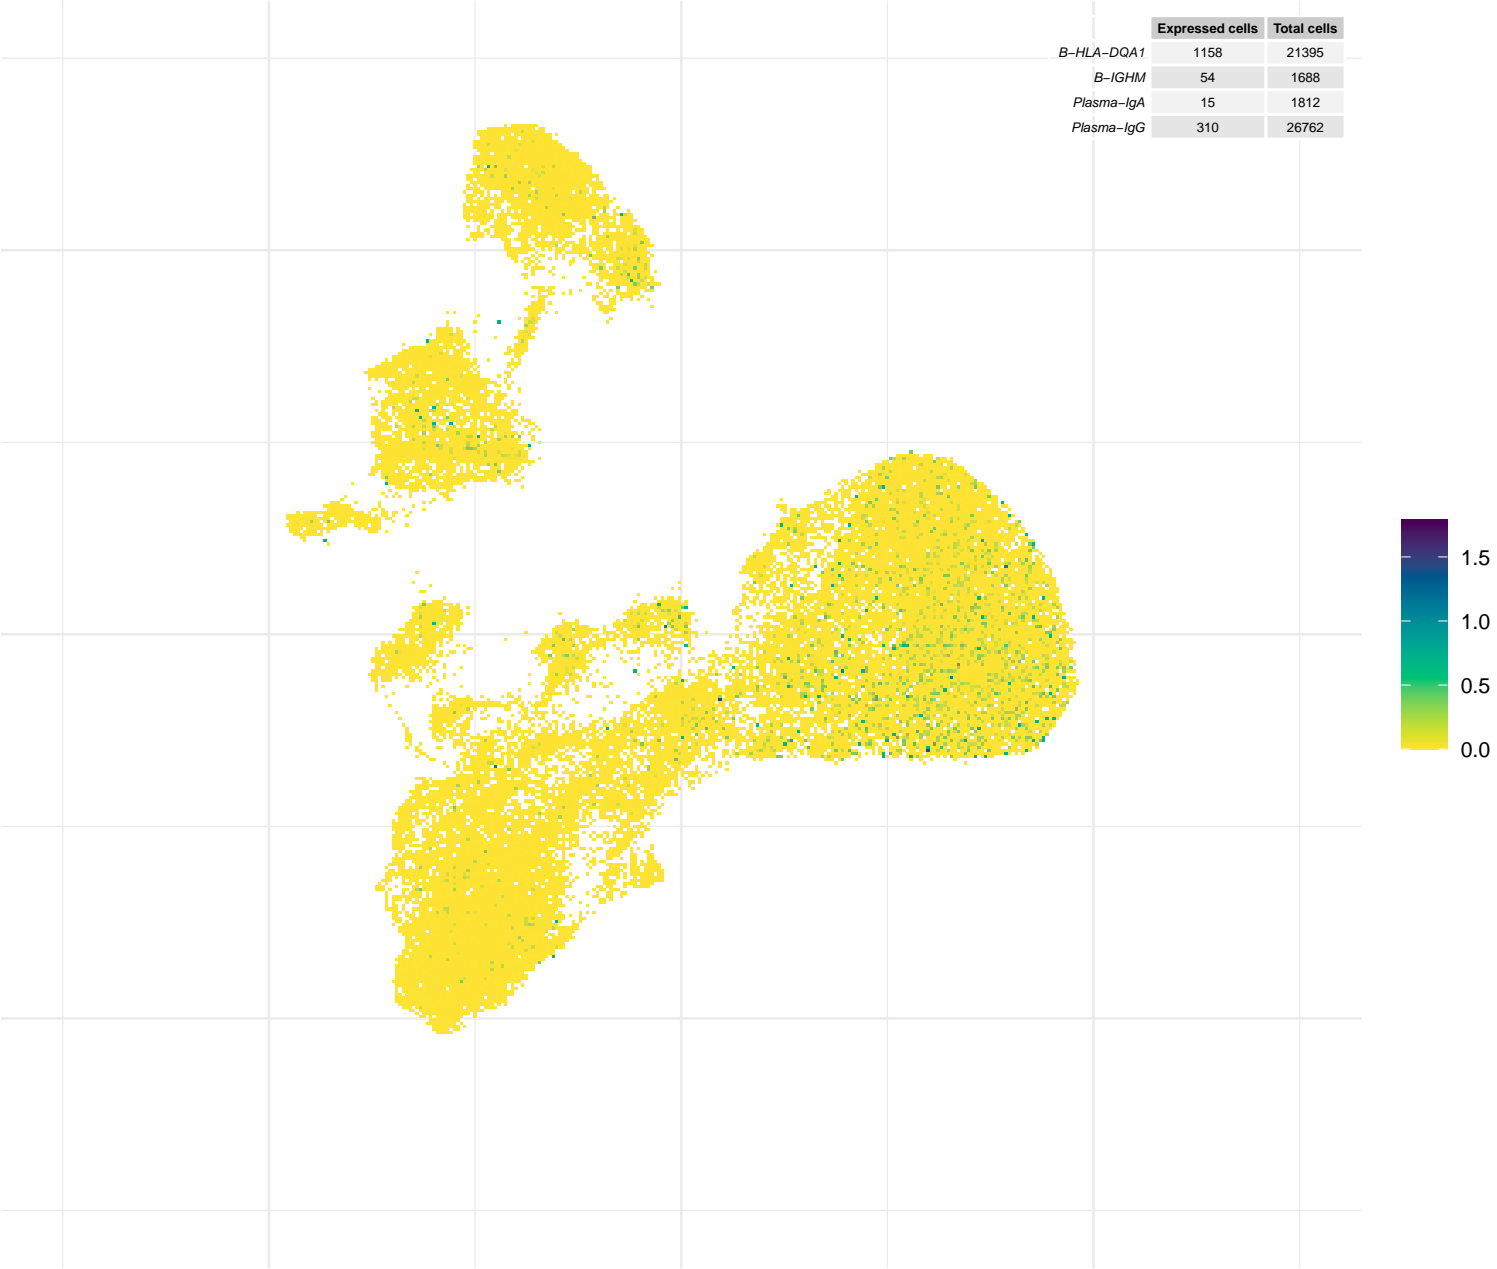 Expressed cells Total cells
B−HLA−DQA1 1158 21395
B−IGHM 54 1688
Plasma−IgA 15 1812
Plasma−IgG 310 26762
1.5
1.0
0.5
0.0